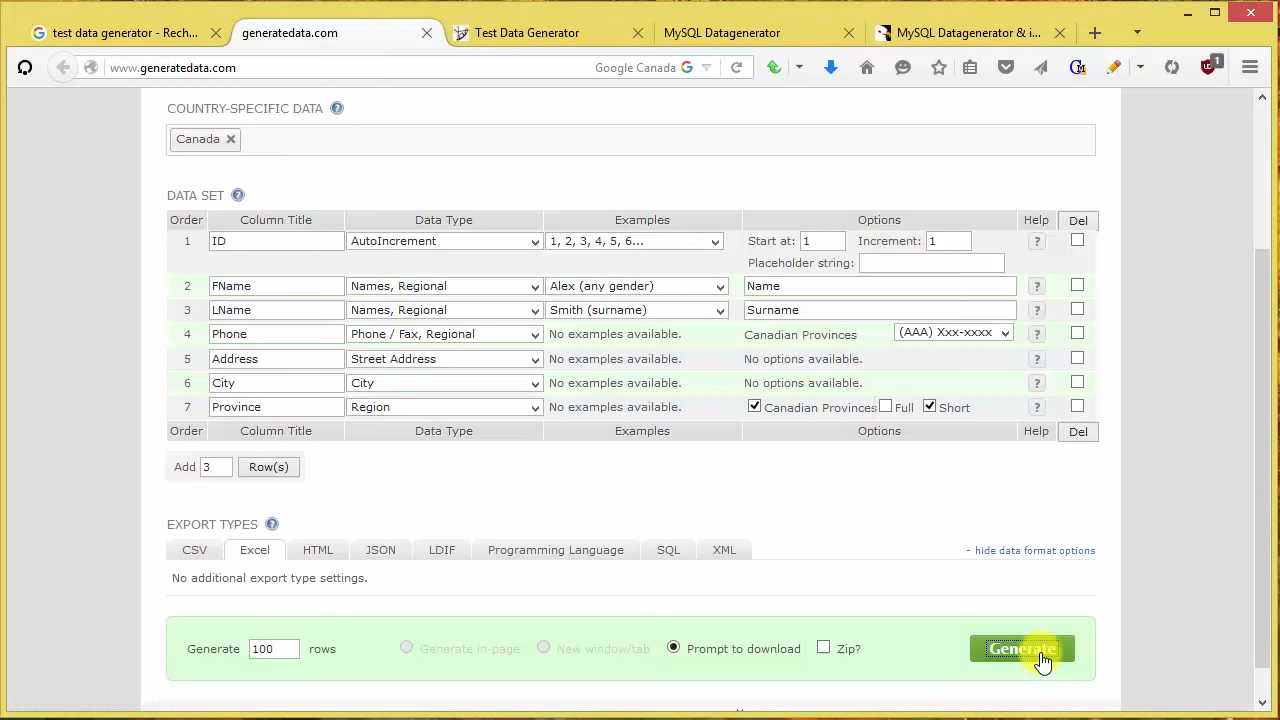 test data generator - Rech...
generatedata.com
Test Data Generator
MySQL Datagenerator
MySQL Datagenerator & i...
www.generatedata.com
Google Canada
1
COUNTRY-SPECIFIC DATA ?
Canada
DATA SET ?
Order Column Title Data Type Examples Options Help Del
1 ID AutoIncrement 1, 2, 3, 4, 5, 6... Start at: 1 Increment: 1 ?
Placeholder string:
2 FName Names, Regional Alex (any gender) Name ?
3 LName Names, Regional Smith (surname) Surname ?
4 Phone Phone / Fax, Regional No examples available. Canadian Provinces (AAA) Xxx-xxxx ?
5 Address Street Address No examples available. No options available. ?
6 City City No examples available. No options available. ?
7 Province Region No examples available. Canadian Provinces Full Short ?
Order Column Title Data Type Examples Options Help Del
Add 3 Row(s)
EXPORT TYPES ?
CSV Excel HTML JSON LDIF Programming Language SQL XML - hide data format options
No additional export type settings.
Generate 100 rows Generate in-page New window/tab Prompt to download Zip? Generate